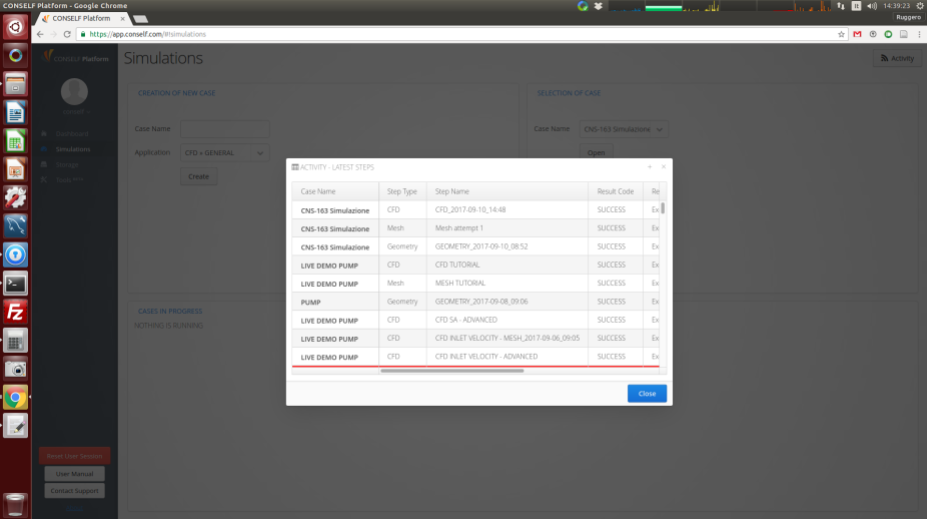 CONSELF Platform - Google Chrome
14:39:23
CONSELF Platform
Ruggero
https://app.conself.com/#!simulations
CONSELF Platform
Simulations
Activity
CREATION OF NEW CASE
SELECTION OF CASE
Case Name
Case Name CNS-163 Simulazione
Application CFD » GENERAL
Open
Create
Dashboard
Simulations
Storage
ACTIVITY - LATEST STEPS
Case Name Step Type Step Name Result Code Re
CNS-163 Simulazione CFD CFD_2017-09-10_14:48 SUCCESS Ex
CNS-163 Simulazione Mesh Mesh attempt 1 SUCCESS Ex
CNS-163 Simulazione Geometry GEOMETRY_2017-09-10_08:52 SUCCESS Ex
LIVE DEMO PUMP CFD CFD TUTORIAL SUCCESS Ex
LIVE DEMO PUMP Mesh MESH TUTORIAL SUCCESS Ex
PUMP Geometry GEOMETRY_2017-09-08_09:06 SUCCESS Ex
LIVE DEMO PUMP CFD CFD SA - ADVANCED SUCCESS Ex
LIVE DEMO PUMP CFD CFD INLET VELOCITY - MESH_2017-09-06_09:05 SUCCESS Ex
LIVE DEMO PUMP CFD CFD INLET VELOCITY - ADVANCED SUCCESS Ex
Close
CASES IN PROGRESS
NOTHING IS RUNNING
Reset User Session
User Manual
Contact Support